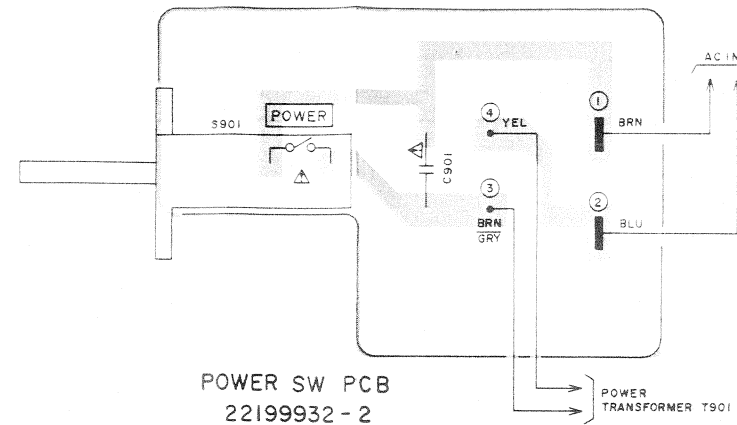 AC IN
S901
POWER
4
YEL
1
BRN
C901
3
BRN
GRY
2
BLU
POWER SW PCB
22199932-2
POWER
TRANSFORMER T901